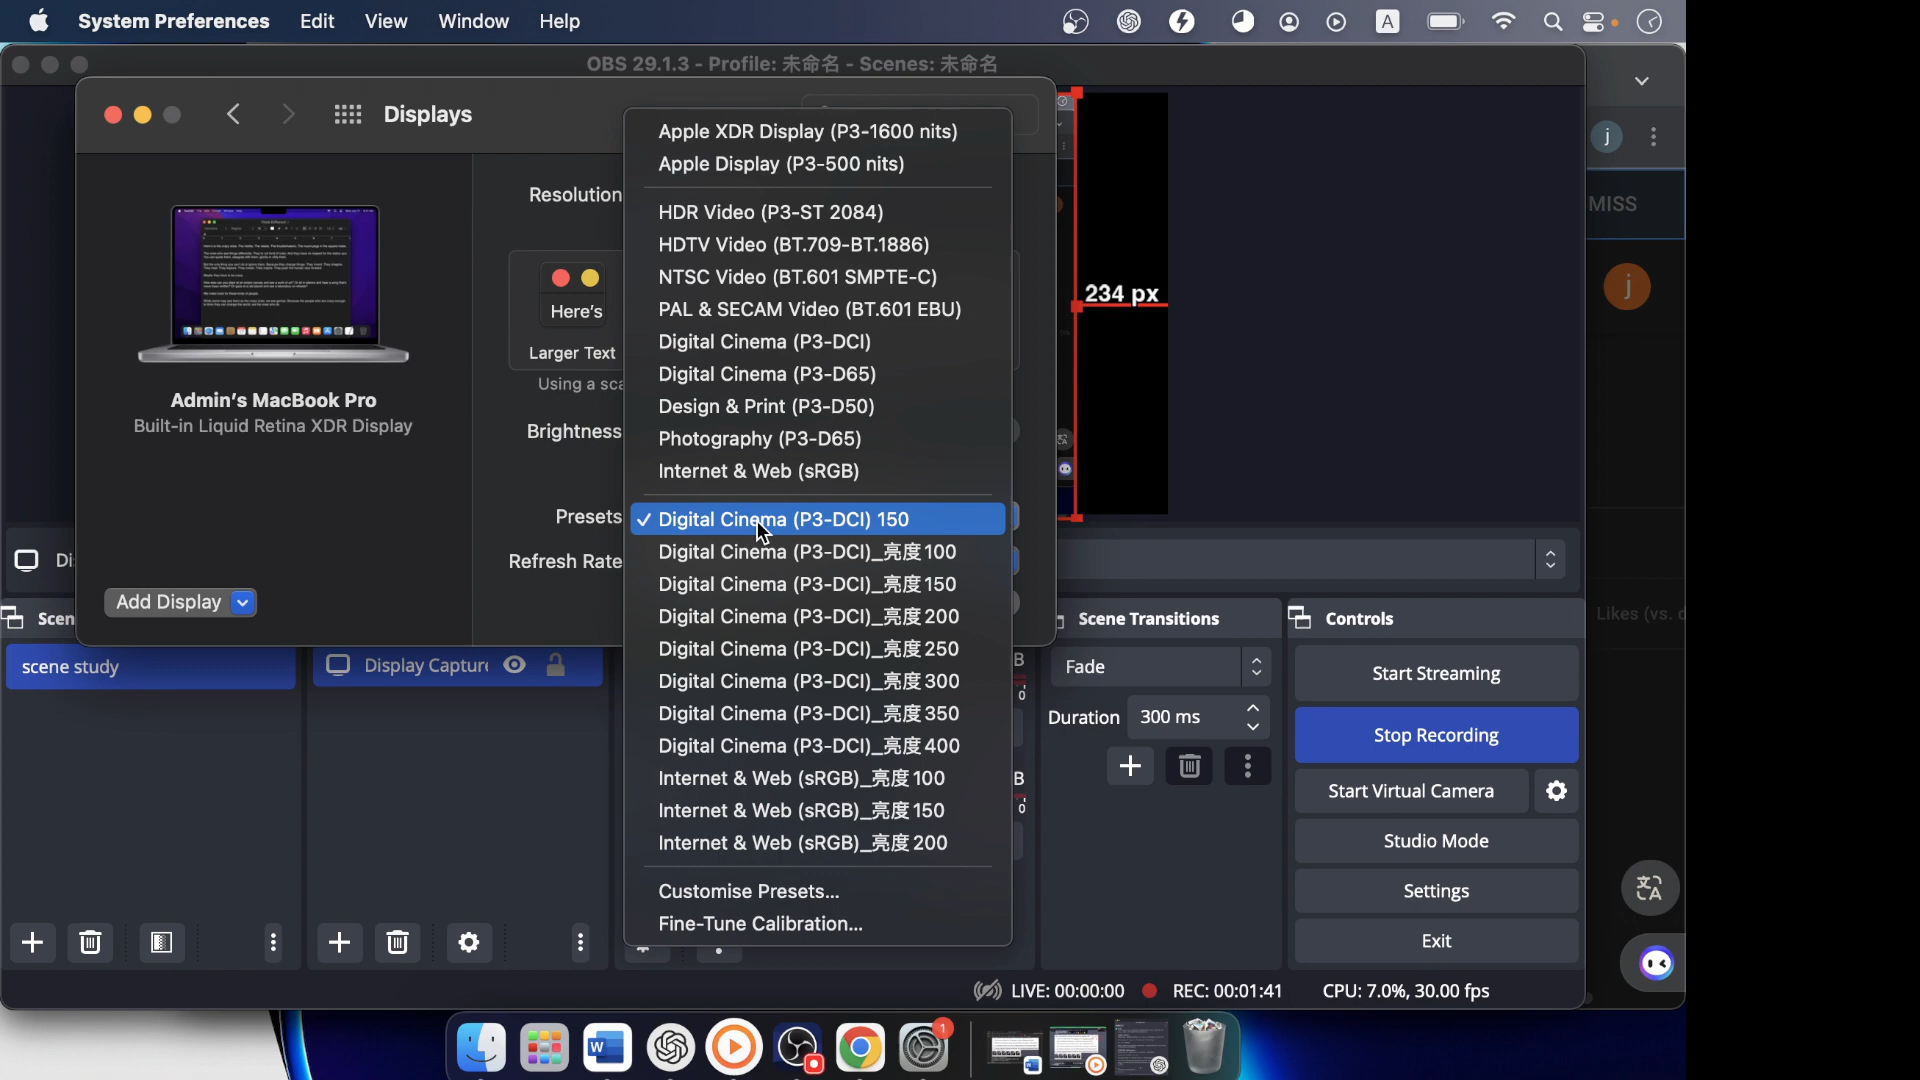 System Preferences Edit View Window Help
A
OBS 29.1.3 - Profile: 未命名 - Scenes: 未命名
Displays
Admin's MacBook Pro
Built-in Liquid Retina XDR Display
Add Display
Resolution
Here's
Larger Text
Using a sca
Brightness
Presets
Refresh Rate
Apple XDR Display (P3-1600 nits)
Apple Display (P3-500 nits)
HDR Video (P3-ST 2084)
HDTV Video (BT.709-BT.1886)
NTSC Video (BT.601 SMPTE-C)
PAL & SECAM Video (BT.601 EBU)
Digital Cinema (P3-DCI)
Digital Cinema (P3-D65)
Design & Print (P3-D50)
Photography (P3-D65)
Internet & Web (sRGB)
✓ Digital Cinema (P3-DCI) 150
Digital Cinema (P3-DCI)_亮度100
Digital Cinema (P3-DCI)_亮度150
Digital Cinema (P3-DCI)_亮度200
Digital Cinema (P3-DCI)_亮度250
Digital Cinema (P3-DCI)_亮度300
Digital Cinema (P3-DCI)_亮度350
Digital Cinema (P3-DCI)_亮度400
Internet & Web (sRGB)_亮度100
Internet & Web (sRGB)_亮度150
Internet & Web (sRGB)_亮度200
Customise Presets...
Fine-Tune Calibration...
234 px
j
MISS
j
Likes (vs. d
Di
Scen
scene study
Display Capture
B
0
B
0
Scene Transitions
Fade
Duration 300 ms
Controls
Start Streaming
Stop Recording
Start Virtual Camera
Studio Mode
Settings
Exit
LIVE: 00:00:00 REC: 00:01:41 CPU: 7.0%, 30.00 fps
W
1